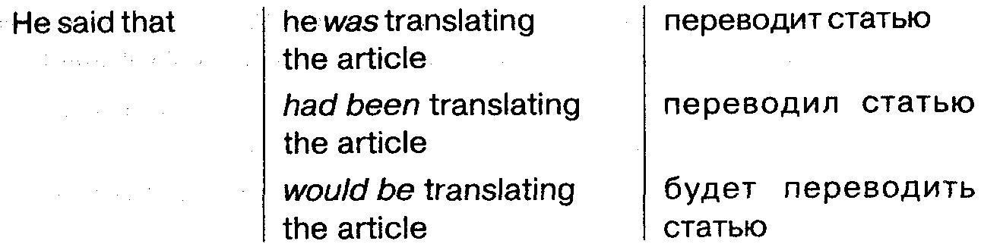 He said that
he was translating
the article
had been translating
the article
would be translating
the article
переводит статью
переводил статью
будет переводить
статью